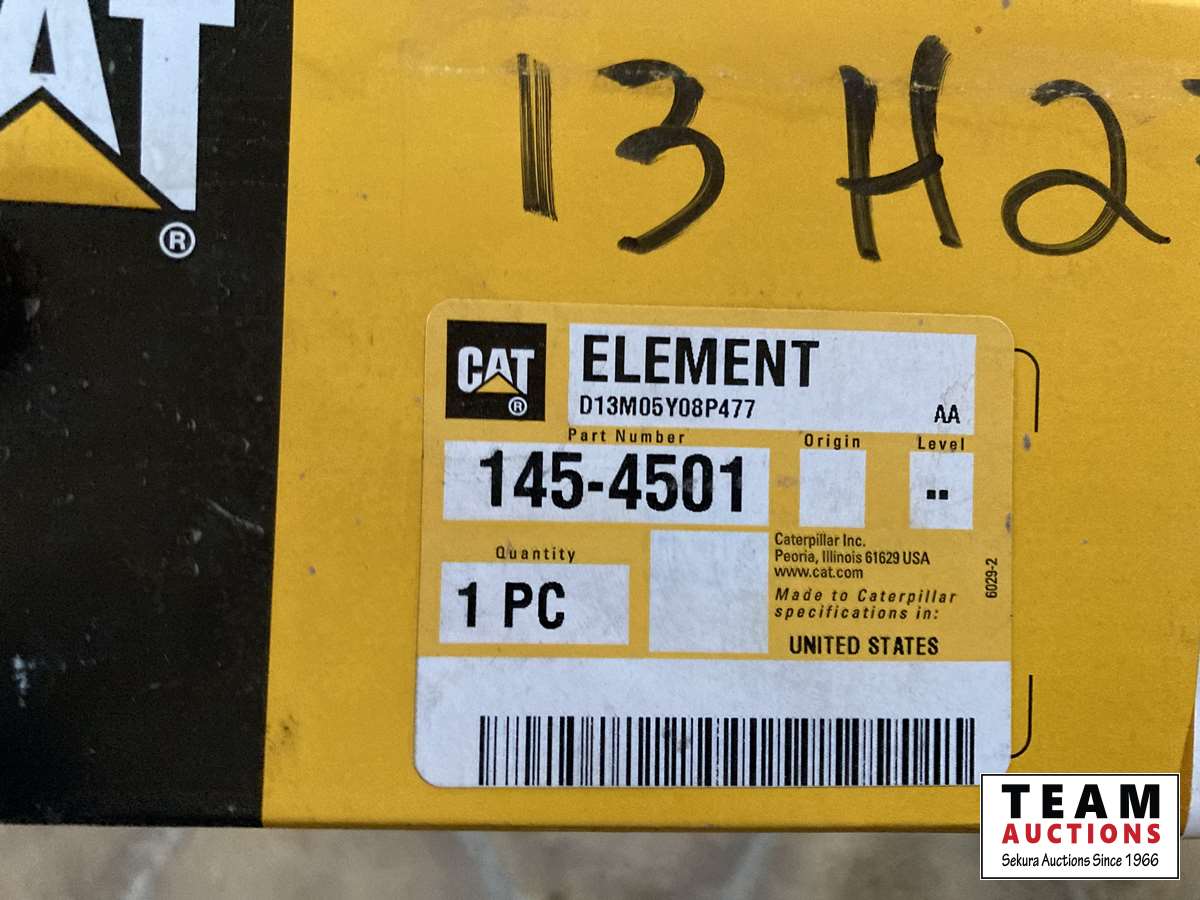 CAT
®
13 H2
CAT
®
ELEMENT
D13M05Y08P477
AA
Part Number
Origin
Level
145-4501
--
Quantity
1 PC
Caterpillar Inc.
Peoria, Illinois 61629 USA
www.cat.com
Made to Caterpillar
specifications in:
UNITED STATES
6029-2
TEAM
AUCTIONS
Sekura Auctions Since 1966